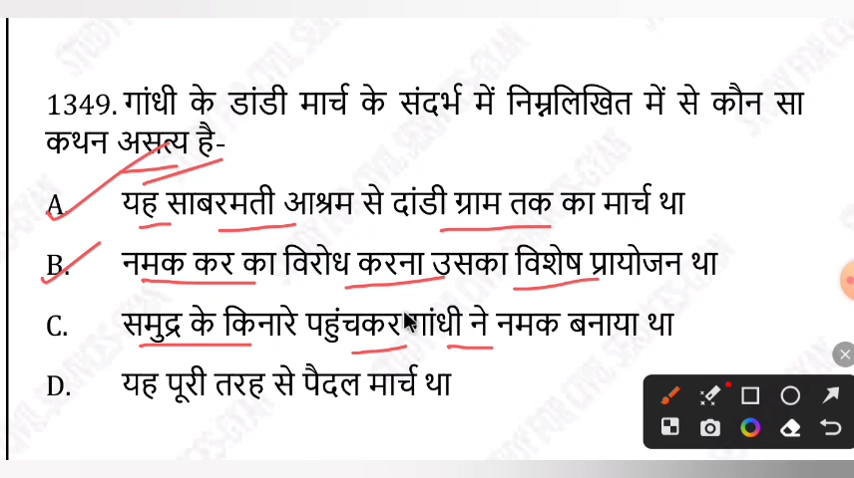 1349. गांधी के डांडी मार्च के संदर्भ में निम्नलिखित में से कौन सा
कथन असत्य है-
A. यह साबरमती आश्रम से दांडी ग्राम तक का मार्च था
B. नमक कर का विरोध करना उसका विशेष प्रायोजन था
C. समुद्र के किनारे पहुंचकर गांधी ने नमक बनाया था
D. यह पूरी तरह से पैदल मार्च था